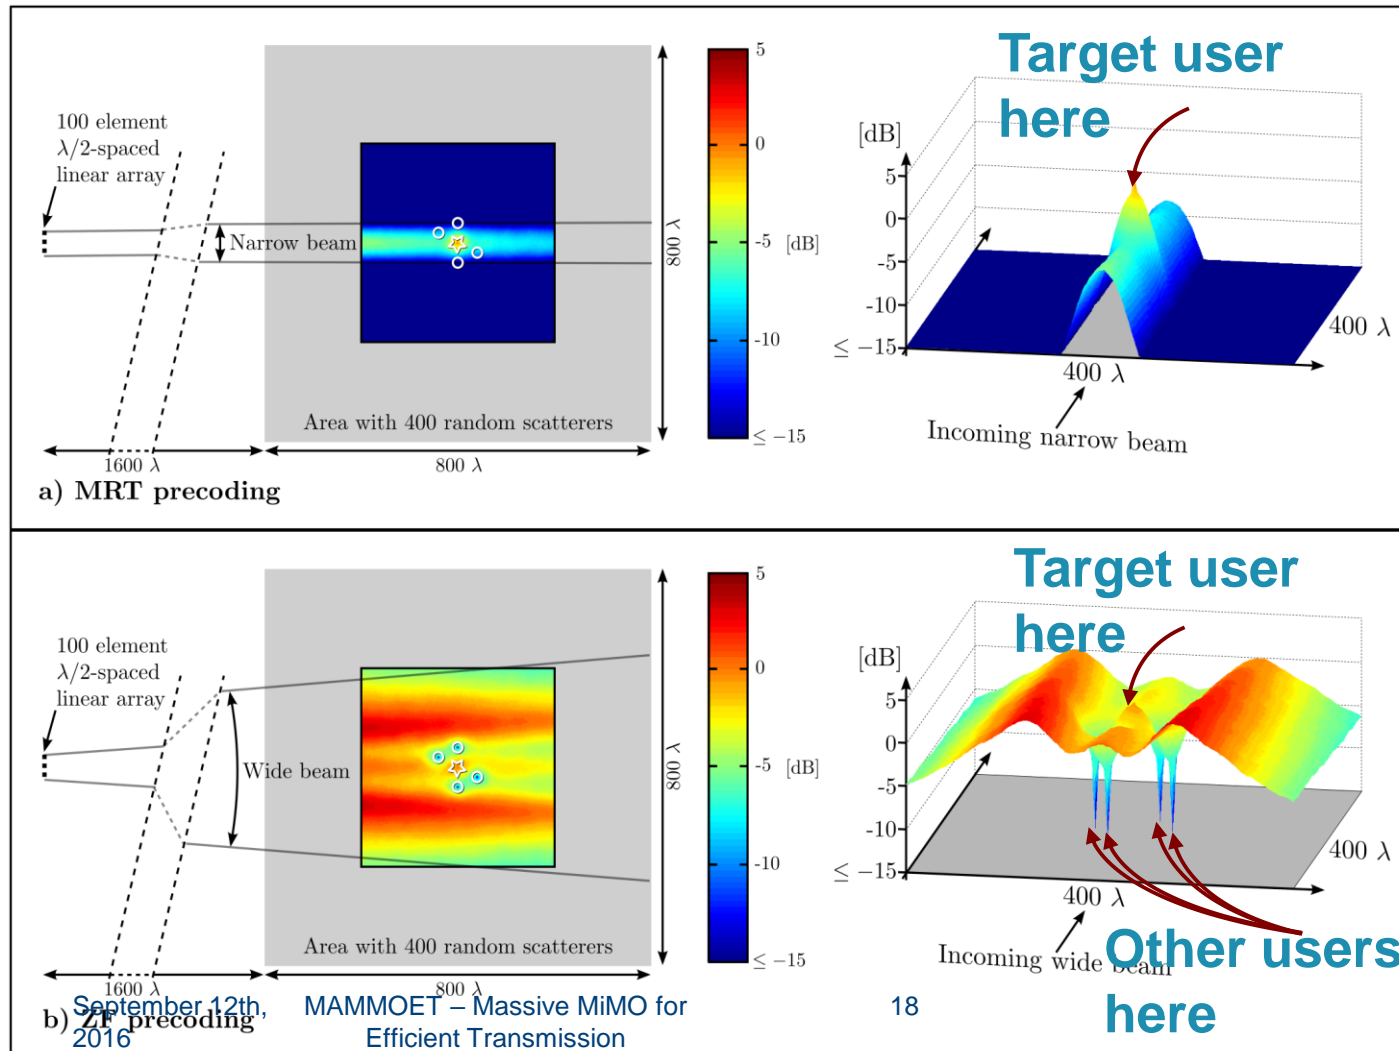 Target user
here
100 element
λ/2-spaced
linear array
Narrow beam
1600 λ
Area with 400 random scatterers
800 λ
800 λ
5
0
-5
-10
≤ −15
[dB]
[dB]
5
0
−5
−10
≤ −15
400 λ
400 λ
Incoming narrow beam
a) MRT precoding
Target user
here
100 element
λ/2-spaced
linear array
Wide beam
1600 λ
Area with 400 random scatterers
800 λ
800 λ
5
0
-5
-10
≤ −15
[dB]
[dB]
5
0
−5
−10
≤ −15
400 λ
400 λ
Incoming wide beam
Other users
here
b) ZF precoding
September 12th,
2016
MAMMOET – Massive MiMO for
Efficient Transmission
18